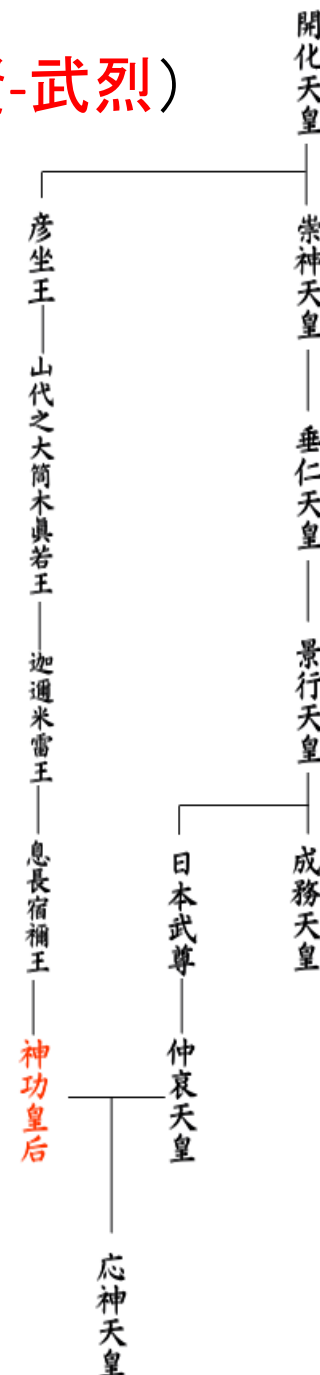 -武烈）
開化天皇
崇神天皇
垂仁天皇
景行天皇
成務天皇
日本武尊
仲哀天皇
彦坐王
山代之大筒木眞若王
迦邇米雷王
息長宿禰王
神功皇后
応神天皇